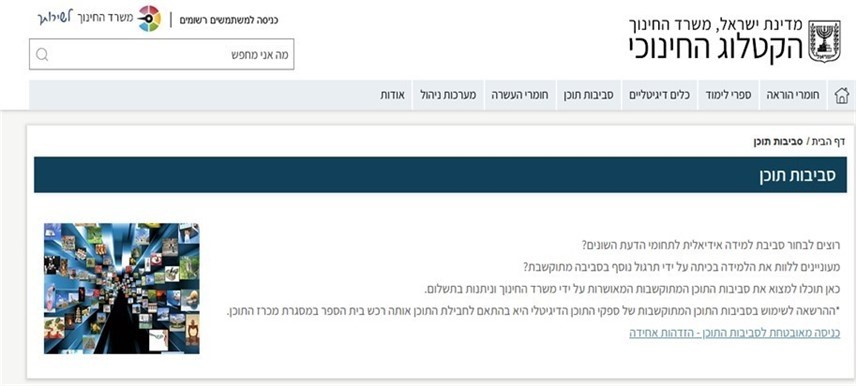 כניסה למשתמשים רשומים | משרד החינוך לשירותך
מדינת ישראל, משרד החינוך
הקטלוג החינוכי
מה אני מחפש
חומרי הוראה
ספרי לימוד
כלים דיגיטליים
סביבות תוכן
חומרי העשרה
מערכות ניהול
אודות
דף הבית / סביבות תוכן
סביבות תוכן
רוצים לבחור סביבת למידה אידיאלית לתחומי הדעת השונים?
מעוניינים ללוות את הלמידה בכיתה על ידי תרגול נוסף בסביבה מתוקשבת?
כאן תוכלו למצוא את סביבות התוכן המתוקשבות המאושרות על ידי משרד החינוך וניתנות בתשלום.
*ההרשאה לשימוש בסביבות התוכן המתוקשבות של ספקי התוכן הדיגיטלי היא בהתאם לחבילת התוכן אותה רכש בית הספר במסגרת מכרז התוכן.
כניסה מאובטחת לסביבות התוכן - הזדהות אחידה